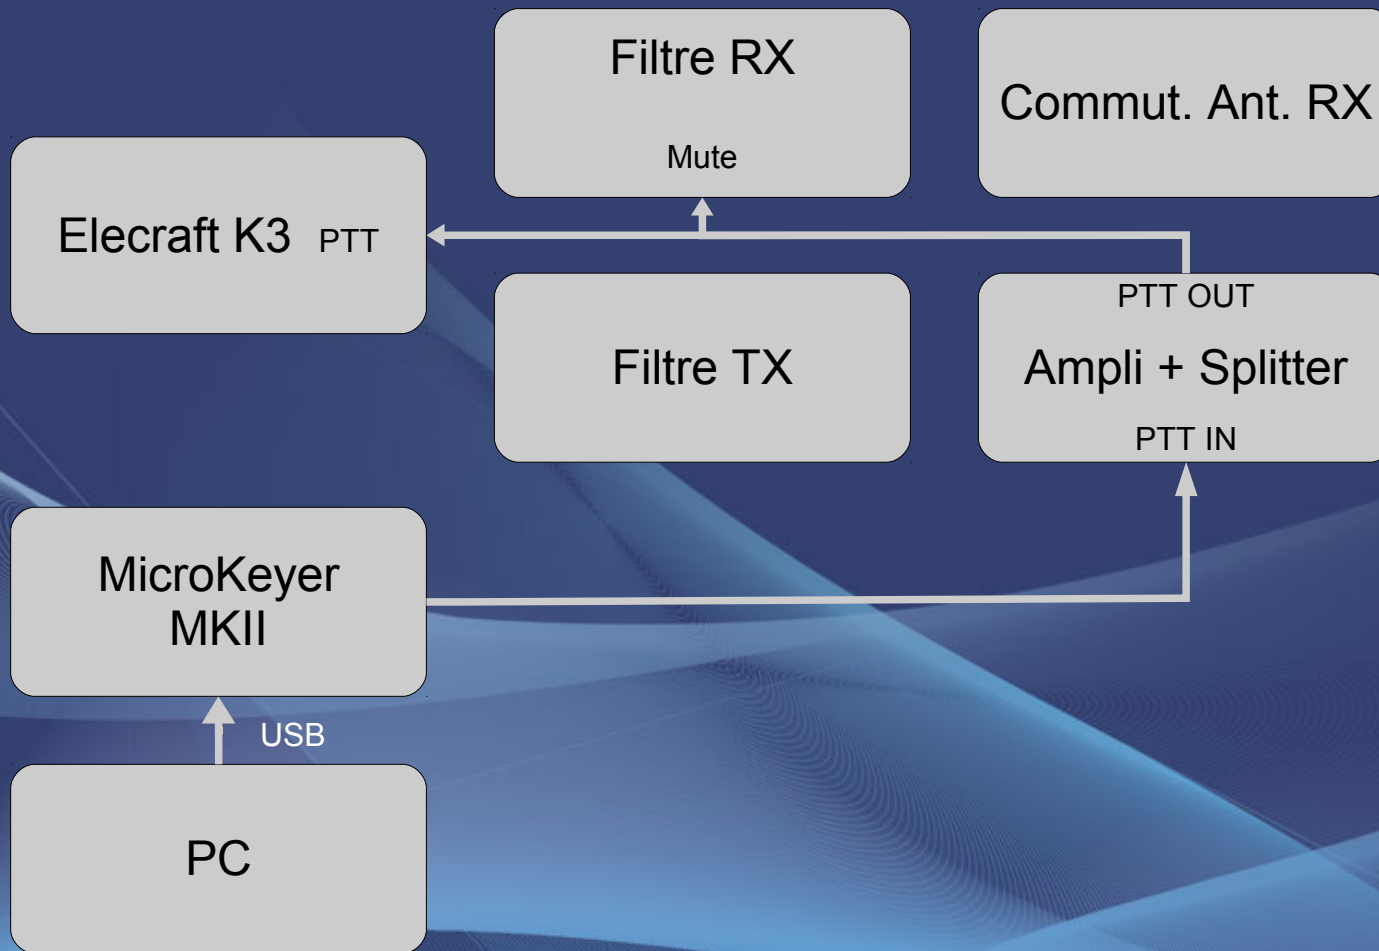 Filtre RX
Mute
Commut. Ant. RX
Elecraft K3 PTT
PTT OUT
Ampli + Splitter
PTT IN
Filtre TX
MicroKeyer
MKII
USB
PC